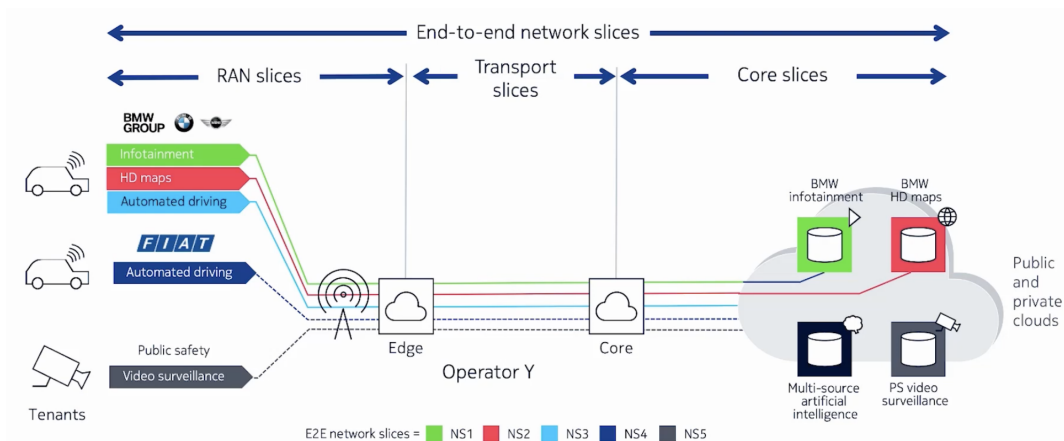 End-to-end network slices
RAN slices
Transport
slices
Core slices
BMW
GROUP
Infotainment
HD maps
Automated driving
FIAT
Automated driving
Public safety
Video surveillance
Tenants
Edge
Core
Operator Y
BMW
infotainment
BMW
HD maps
Multi-source
artificial
intelligence
PS video
surveillance
Public
and
private
clouds
E2E network slices =
NS1
NS2
NS3
NS4
NS5